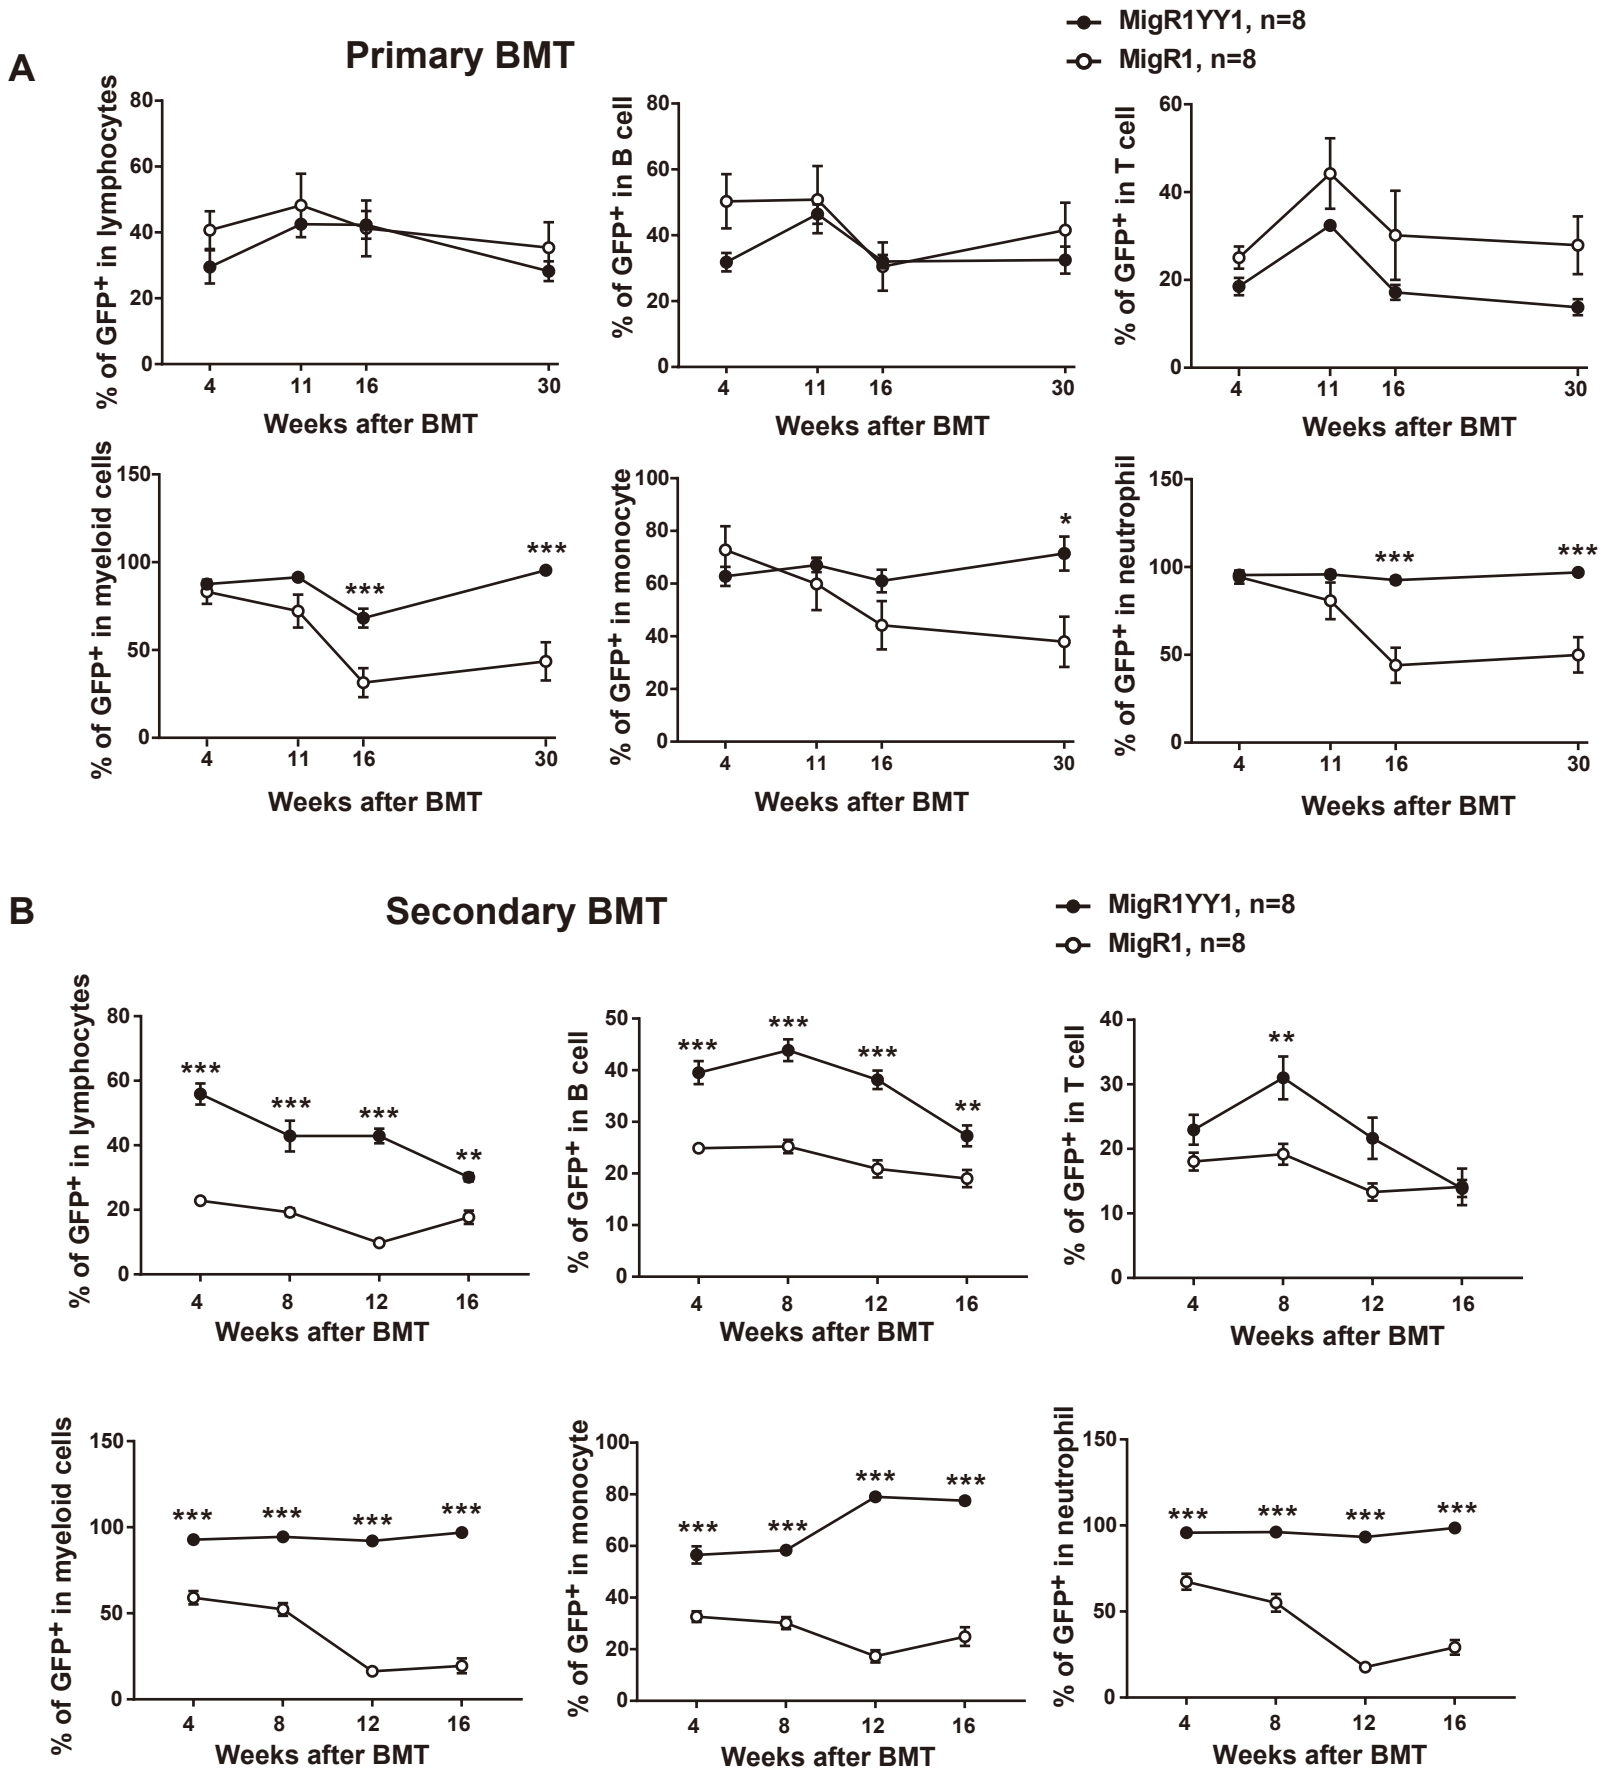 A
Primary BMT
MigR1YY1, n=8
MigR1, n=8
% of GFP+ in lymphocytes
80
60
40
20
0
4 11 16 30
Weeks after BMT
% of GFP+ in B cell
80
60
40
20
0
4 11 16 30
Weeks after BMT
% of GFP+ in T cell
60
40
20
0
4 11 16 30
Weeks after BMT
% of GFP+ in myeloid cells
150
100
50
0
***
***
4 11 16 30
Weeks after BMT
% of GFP+ in monocyte
100
80
60
40
20
0
*
4 11 16 30
Weeks after BMT
% of GFP+ in neutrophil
150
100
50
0
***
***
4 11 16 30
Weeks after BMT
B
Secondary BMT
MigR1YY1, n=8
MigR1, n=8
% of GFP+ in lymphocytes
80
60
40
20
0
***
***
***
**
4 8 12 16
Weeks after BMT
% of GFP+ in B cell
50
40
30
20
10
0
***
***
***
**
4 8 12 16
Weeks after BMT
% of GFP+ in T cell
40
30
20
10
0
**
4 8 12 16
Weeks after BMT
% of GFP+ in myeloid cells
150
100
50
0
***
***
***
***
4 8 12 16
Weeks after BMT
% of GFP+ in monocyte
100
80
60
40
20
0
***
***
***
***
4 8 12 16
Weeks after BMT
% of GFP+ in neutrophil
150
100
50
0
***
***
***
***
4 8 12 16
Weeks after BMT